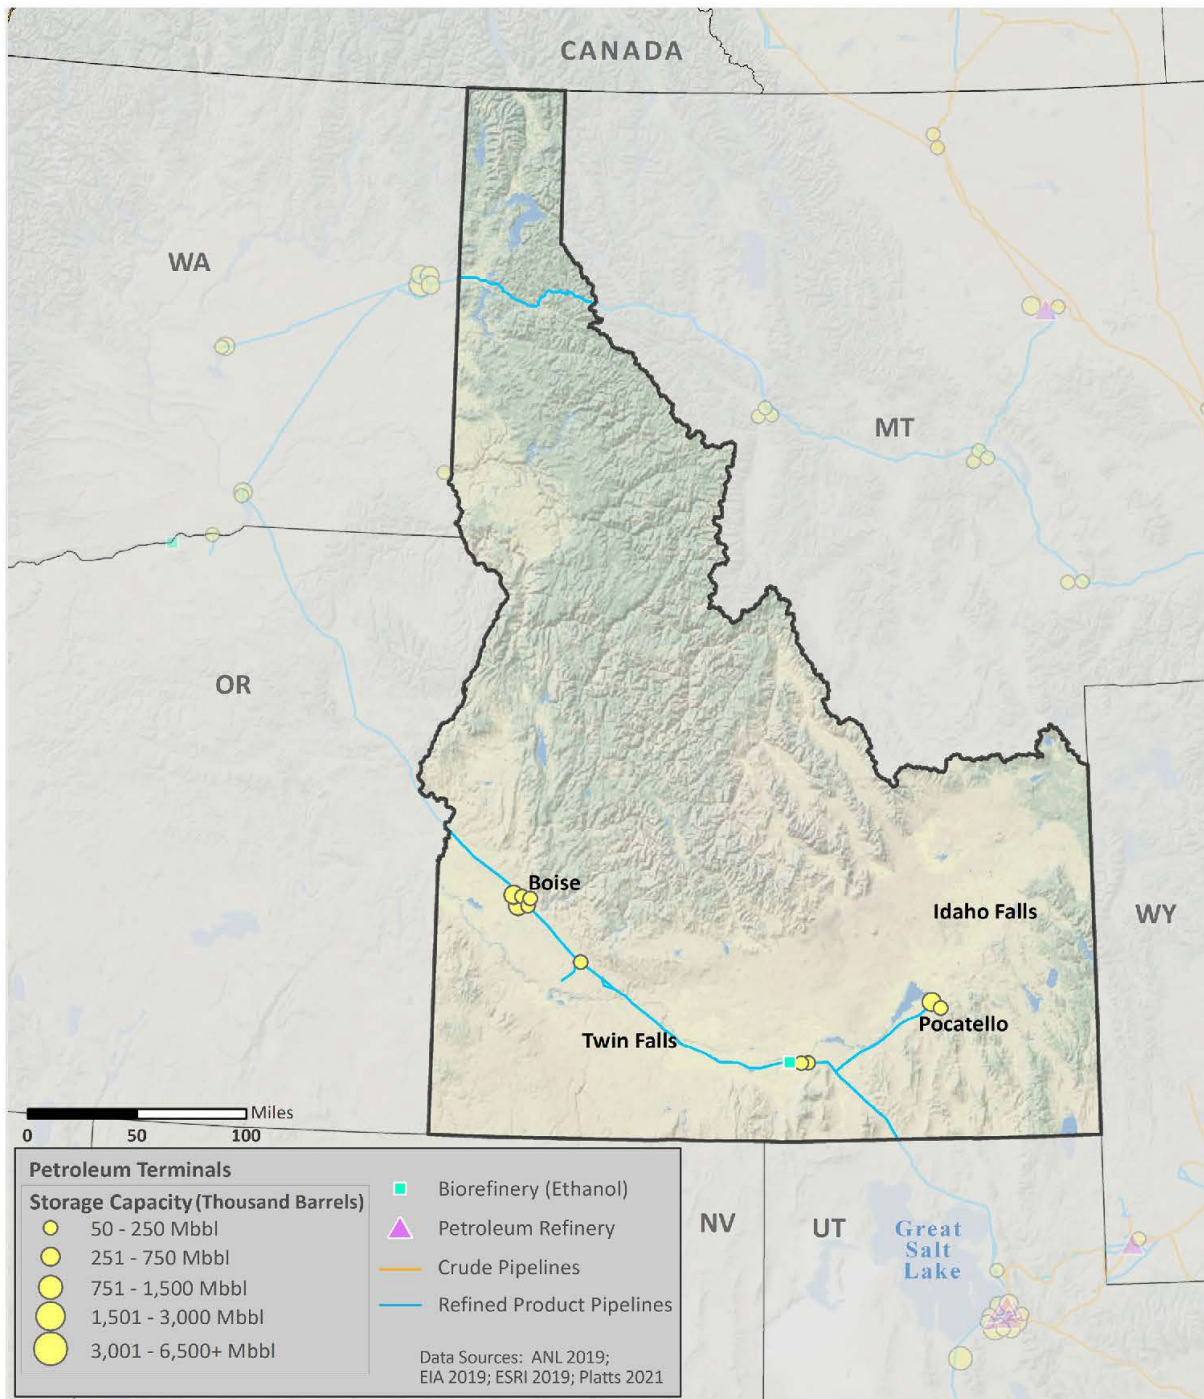 CANADA
WA
MT
OR
Boise
Idaho Falls
WY
Pocatello
Twin Falls
Miles
0 50 100
NV
UT
Great
Salt
Lake
Petroleum Terminals
Storage Capacity (Thousand Barrels)
50 - 250 Mbbl
251 - 750 Mbbl
751 - 1,500 Mbbl
1,501 - 3,000 Mbbl
3,001 - 6,500+ Mbbl
Biorefinery (Ethanol)
Petroleum Refinery
Crude Pipelines
Refined Product Pipelines
Data Sources: ANL 2019;
EIA 2019; ESRI 2019; Platts 2021